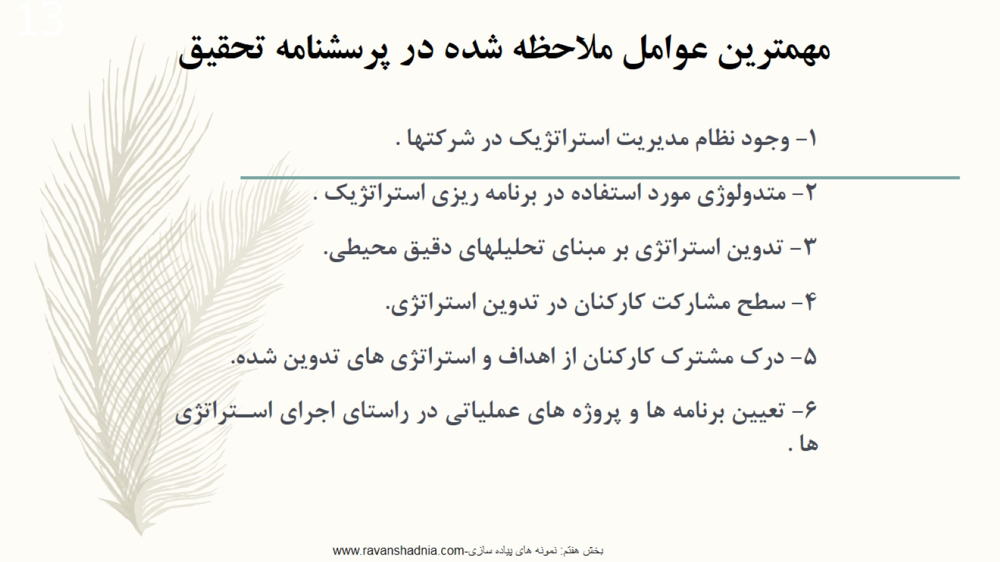 13
مهمترین عوامل ملاحظه شده در پرسشنامه تحقیق
۱- وجود نظام مدیریت استراتژیک در شرکتها .
۲- متدولوژی مورد استفاده در برنامه ریزی استراتژیک .
۳- تدوین استراتژی بر مبنای تحلیلهای دقیق محیطی.
۴- سطح مشارکت کارکنان در تدوین استراتژی.
۵- درک مشترک کارکنان از اهداف و استراتژی های تدوین شده.
۶- تعیین برنامه ها و پروژه های عملیاتی در راستای اجرای اســتراتژی
ها .
بخش هفتم: نمونه های پیاده سازی-www.ravanshadnia.com